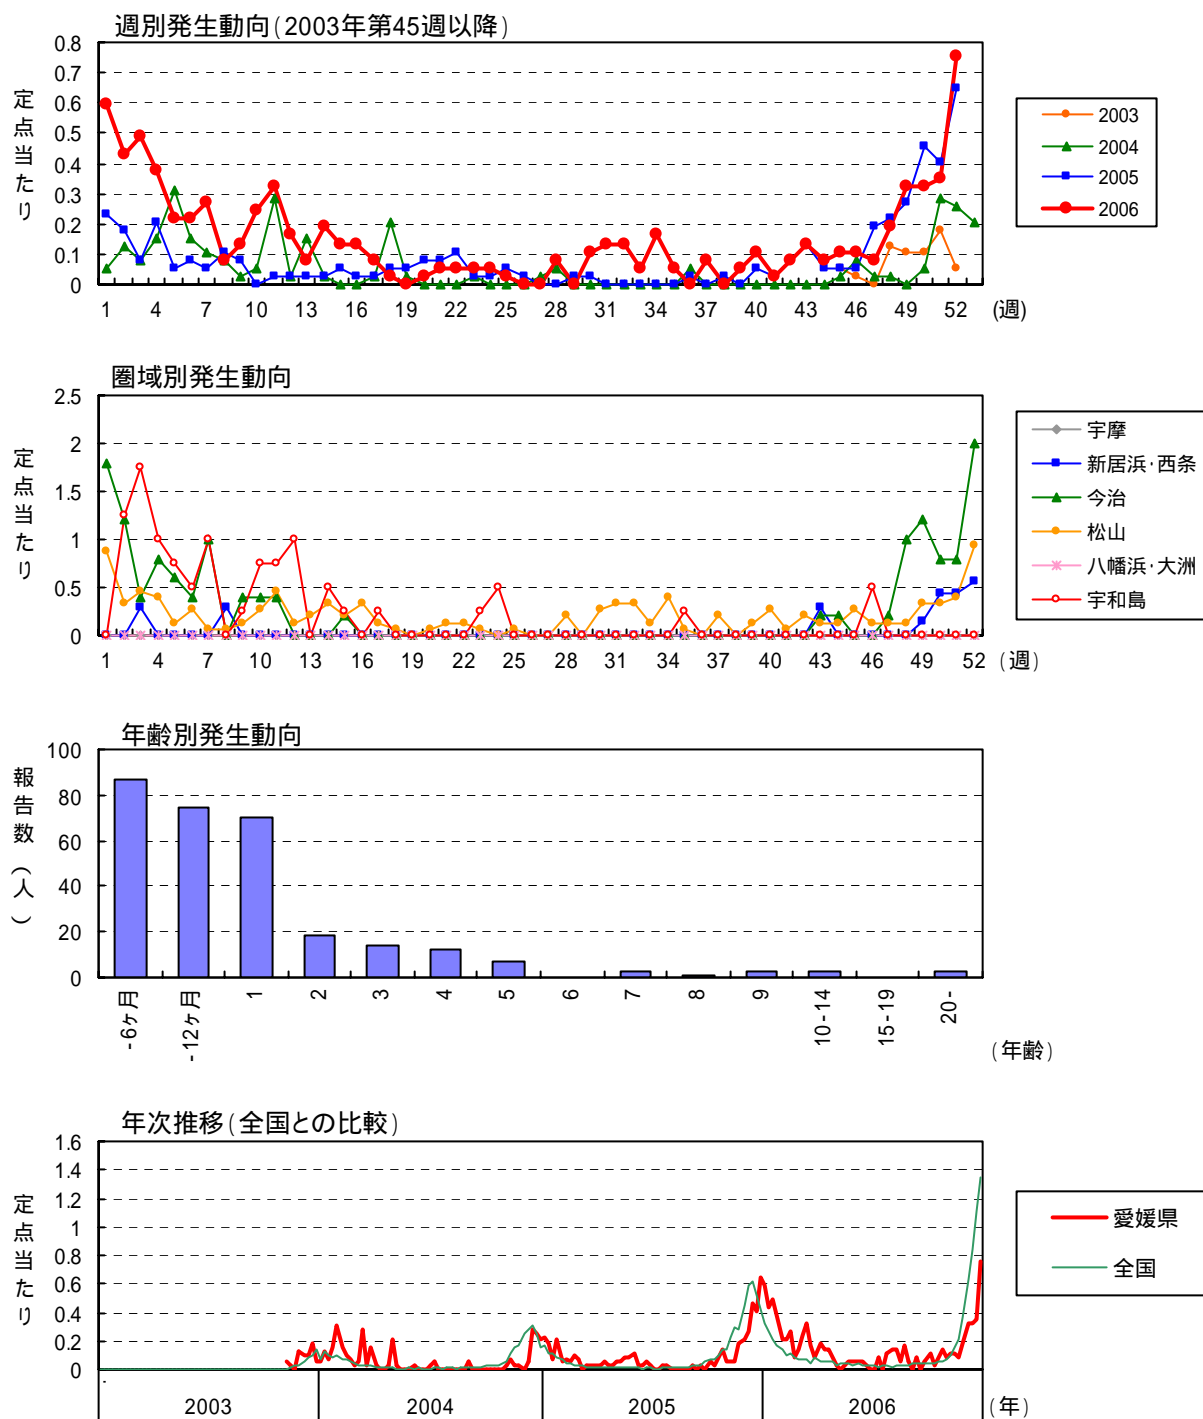 週別発生動向(2003年第45週以降)
定点当たり
0.8
0.7
0.6
0.5
0.4
0.3
0.2
0.1
0
1 4 7 10 13 16 19 22 25 28 31 34 37 40 43 46 49 52 (週)
2003
2004
2005
2006
圏域別発生動向
定点当たり
2.5
2
1.5
1
0.5
0
1 4 7 10 13 16 19 22 25 28 31 34 37 40 43 46 49 52 (週)
宇摩
新居浜・西条
今治
松山
八幡浜・大洲
宇和島
年齢別発生動向
報告数(人)
100
80
60
40
20
0
-6ヶ月 -12ヶ月 1 2 3 4 5 6 7 8 9 10-14 15-19 20-
(年齢)
年次推移(全国との比較)
定点当たり
1.6
1.4
1.2
1
0.8
0.6
0.4
0.2
0
2003 2004 2005 2006 (年)
愛媛県
全国